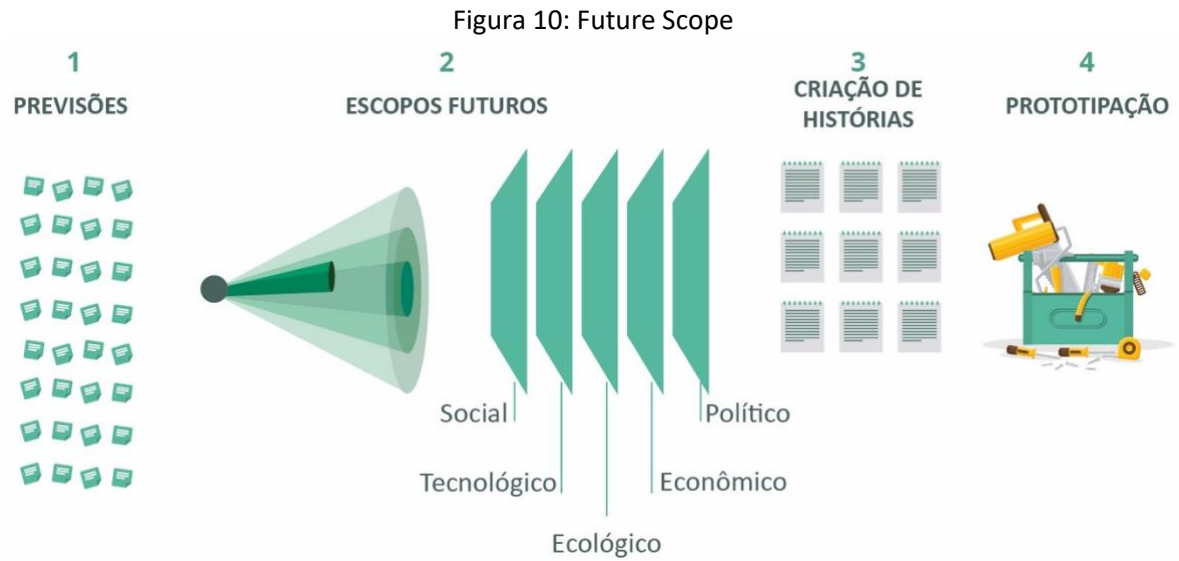 Figura 10: Future Scope
1
PREVISÕES
2
ESCOPOS FUTUROS
3
CRIAÇÃO DE
HISTÓRIAS
4
PROTOTIPAÇÃO
Social
Político
Tecnológico
Econômico
Ecológico